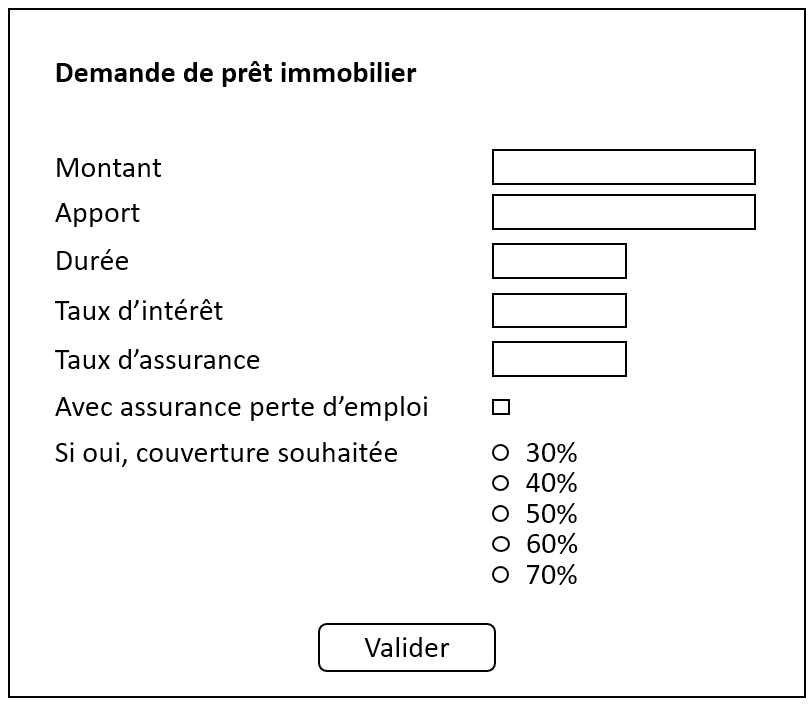 Demande de prêt immobilier
Montant
Apport
Durée
Taux d’intérêt
Taux d’assurance
Avec assurance perte d’emploi
Si oui, couverture souhaitée
30%
40%
50%
60%
70%
Valider